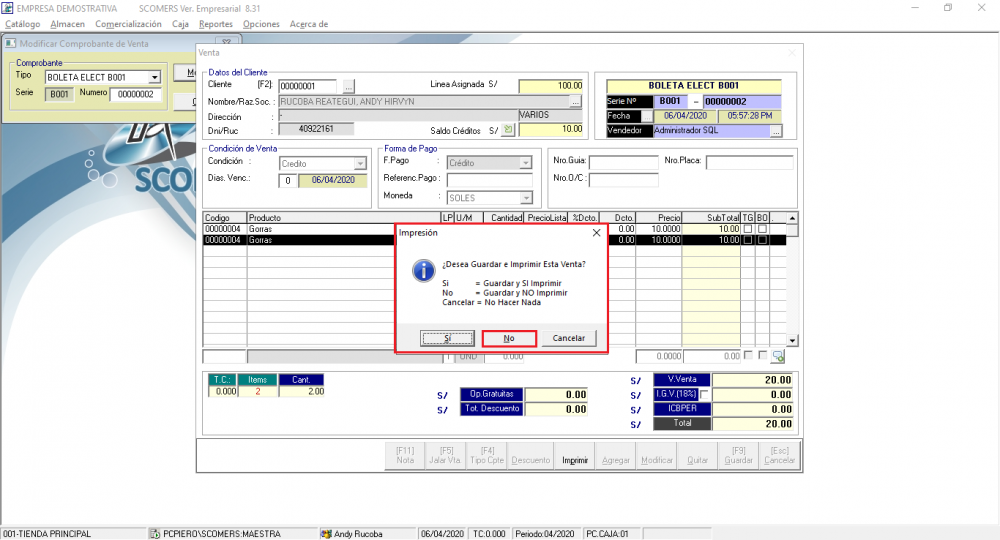 EMPRESA DEMOSTRATIVA SCOMERS Ver. Empresarial 8.31
Catálogo Almacen Comercialización Caja Reportes Opciones Acerca de
Modificar Comprobante de Venta
Comprobante
Tipo BOLETA ELECT B001
Serie B001 Numero 00000002
SCO
Venta
Datos del Cliente
Cliente [F2]: 00000001 ... Linea Asignada S/ 100.00
Nombre/Raz.Soc. : RUCOBA REATEGUI, ANDY HIRVYN ...
Dirección : - VARIOS
Dni/Ruc : 40922161 Saldo Créditos S/ 10.00
BOLETA ELECT B001
Serie Nº B001 - 00000002
Fecha 06/04/2020 05:57:28 PM
Vendedor Administrador SQL ...
Condición de Venta
Condición : Credito
Dias. Venc.: 0 06/04/2020
Forma de Pago
F.Pago : Crédito
Referenc.Pago :
Moneda : SOLES
Nro.Guia: Nro.Placa:
Nro.O/C :
Codigo Producto LP U/M Cantidad PrecioLista %Dcto. Dcto. Precio SubTotal TG BO .
00000004 Gorras 0.00 10.0000 10.00
00000004 Gorras 0.00 10.0000 10.00
Impresión
¿Desea Guardar e Imprimir Esta Venta?
Si = Guardar y SI Imprimir
No = Guardar y NO Imprimir
Cancelar = No Hacer Nada
Sí No Cancelar
1 UND 0.000 0.0000 0.00
T.C.: Items Cant.
0.000 2 2.00
S/ Op.Gratuitas 0.00
S/ Tot. Descuento 0.00
S/ V.Venta 20.00
S/ I.G.V.(18%) 0.00
S/ ICBPER 0.00
S/ Total 20.00
[F11] Nota [F5] Jalar Vta [F4] Tipo Cpte Descuento Imprimir Agregar Modificar Quitar [F9] Guardar [Esc] Cancelar
001-TIENDA PRINCIPAL PCPIERO\SCOMERS:MAESTRA Andy Rucoba 06/04/2020 TC:0.000 Periodo:04/2020 PC.CAJA:01